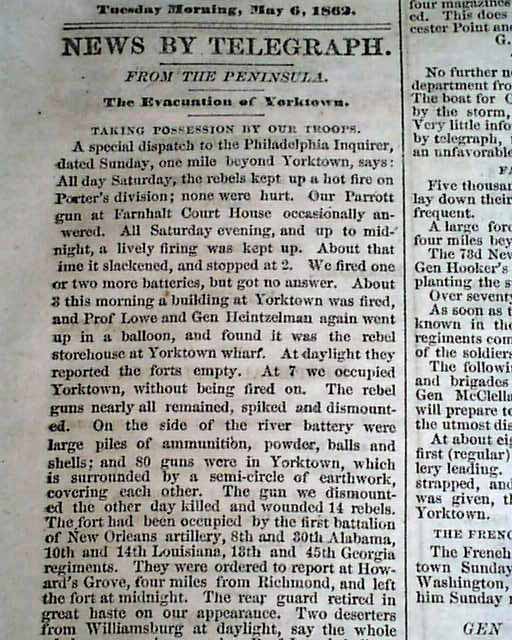 Tuesday Morning, May 6, 1862.
NEWS BY TELEGRAPH.
FROM THE PENINSULA.
The Evacuation of Yorktown.
TAKING POSSESSION BY OUR TROOPS.
A special dispatch to the Philadelphia Inquirer,
dated Sunday, one mile beyond Yorktown, says:
All day Saturday, the rebels kept up a hot fire on
Porter's division; none were hurt. Our Parrott
gun at Farnhalt Court House occasionally an-
wered. All Saturday evening, and up to mid-
night, a lively firing was kept up. About that
ime it slackened, and stopped at 2. We fired one
or two more batteries, but got no answer. About
3 this morning a building at Yorktown was fired,
and Prof Lowe and Gen Heintzelman again went
up in a balloon, and found it was the rebel
storehouse at Yorktown wharf. At daylight they
reported the forts empty. At 7 we occupied
Yorktown, without being fired on. The rebel
guns nearly all remained, spiked and dismount-
ed. On the side of the river battery were
large piles of ammunition, powder, balls and
shells; and 80 guns were in Yorktown, which
is surrounded by a semi-circle of earthwork,
covering each other. The gun we dismount-
ed the other day killed and wounded 14 rebels.
The fort had been occupied by the first battalion
of New Orleans artillery, 8th and 30th Alabama,
10th and 14th Louisiana, 13th and 45th Georgia
regiments. They were ordered to report at How-
ard's Grove, four miles from Richmond, and left
the fort at midnight. The rear guard retired in
great haste on our appearance. Two deserters
from Williamsburg at daylight, say the whole
four magazines
ed. This does
cester Point an
G.
No further n
department fro
The boat for
by the storm,
Very little info
by telegraph,
an unfavorable
Five thousan
lay down their
frequent.
A large for
four miles bey
The 73d New
Gen Hooker's
planting the s
Over seventy
As soon as t
known in the
regiments com
of the soldiers
The followin
and brigades
Gen McClella
will prepare to
the utmost dis
At about eig
first (regular)
lery leading.
strapped, and
was given, th
Yorktown.
THE FRENC
The French
town Sunday
Washington,
him Sunday
GEN